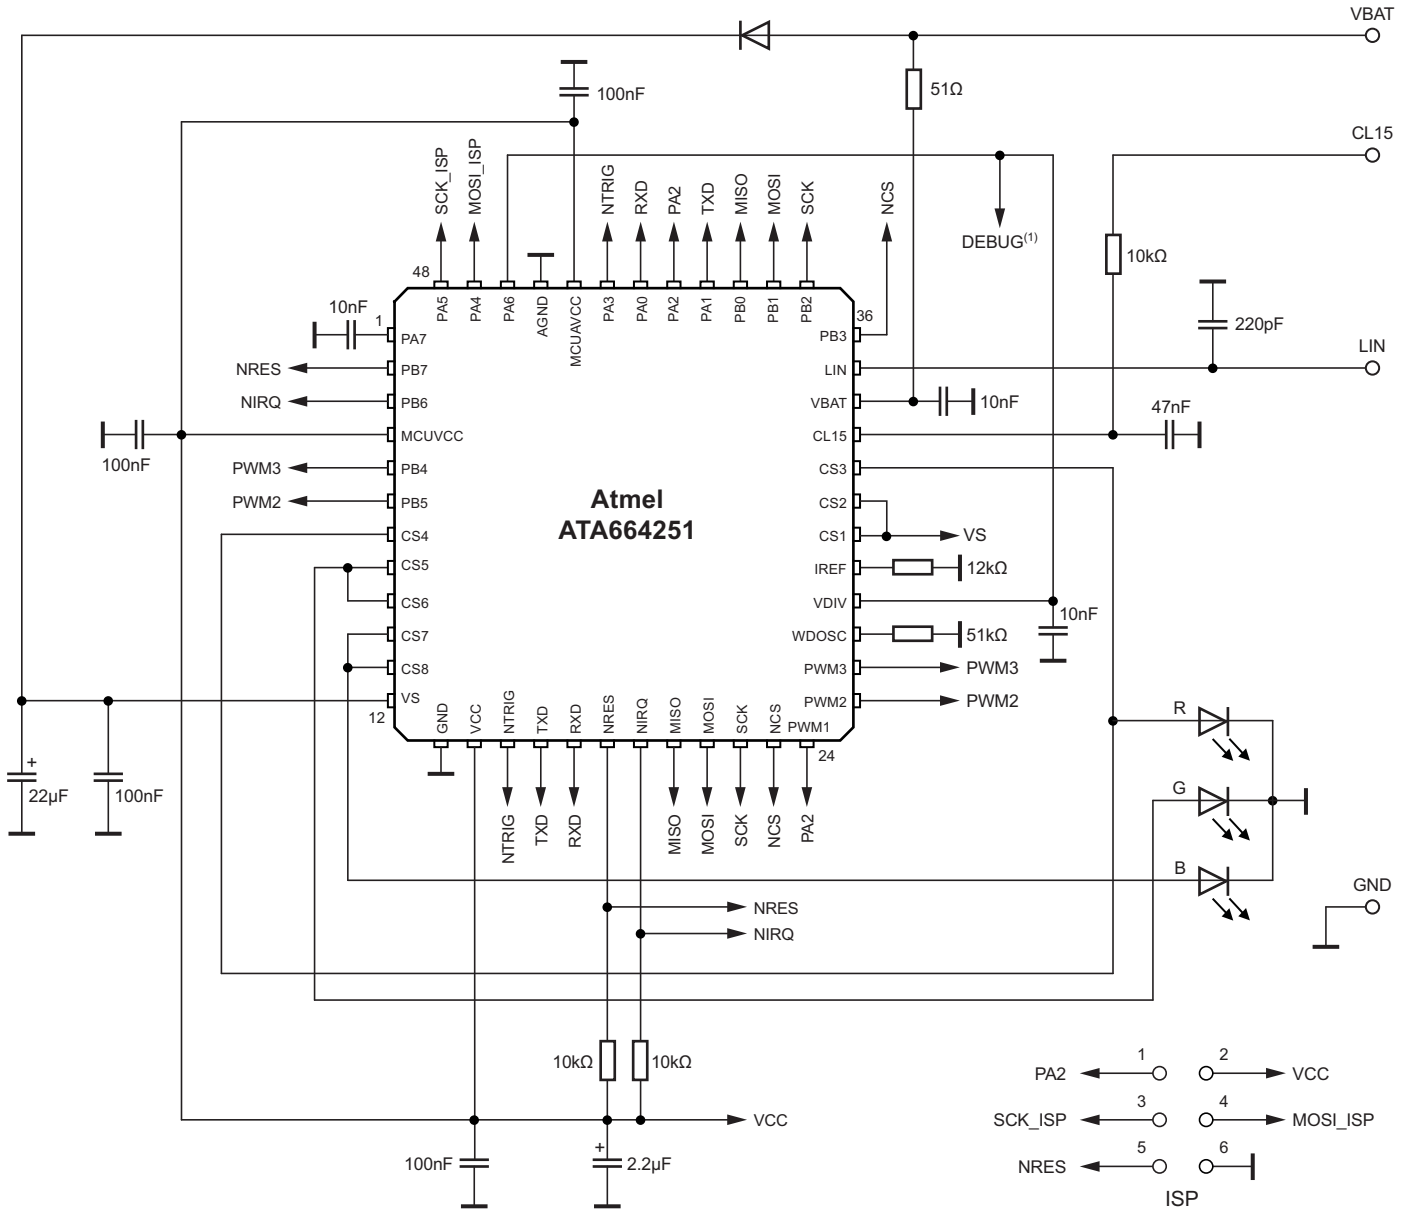 VBAT
51Ω
100nF
CL15
SCK_ISP
MOSI_ISP
NTRIG
RXD
PA2
TXD
MISO
MOSI
SCK
NCS
DEBUG(1)
10kΩ
48
PA5
PA4
PA6
AGND
MCUAVCC
PA3
PA0
PA2
PA1
PB0
PB1
PB2
36
10nF
1
PA7
PB3
220pF
NRES
PB7
LIN
LIN
NIRQ
PB6
VBAT
10nF
47nF
100nF
MCUVCC
CL15
PWM3
PB4
CS3
PWM2
PB5
CS2
Atmel
ATA664251
CS4
CS1
VS
CS5
IREF
12kΩ
CS6
VDIV
10nF
CS7
WDOSC
51kΩ
CS8
PWM3
PWM3
VS
12
PWM2
PWM2
GND
VCC
NTRIG
TXD
RXD
NRES
NIRQ
MISO
MOSI
SCK
NCS
PWM1
24
R
+
22µF
100nF
G
NTRIG
TXD
RXD
MISO
MOSI
SCK
NCS
PA2
B
GND
NRES
NIRQ
10kΩ
10kΩ
VCC
100nF
+
2.2µF
PA2
1
2
VCC
SCK_ISP
3
4
MOSI_ISP
NRES
5
6
ISP